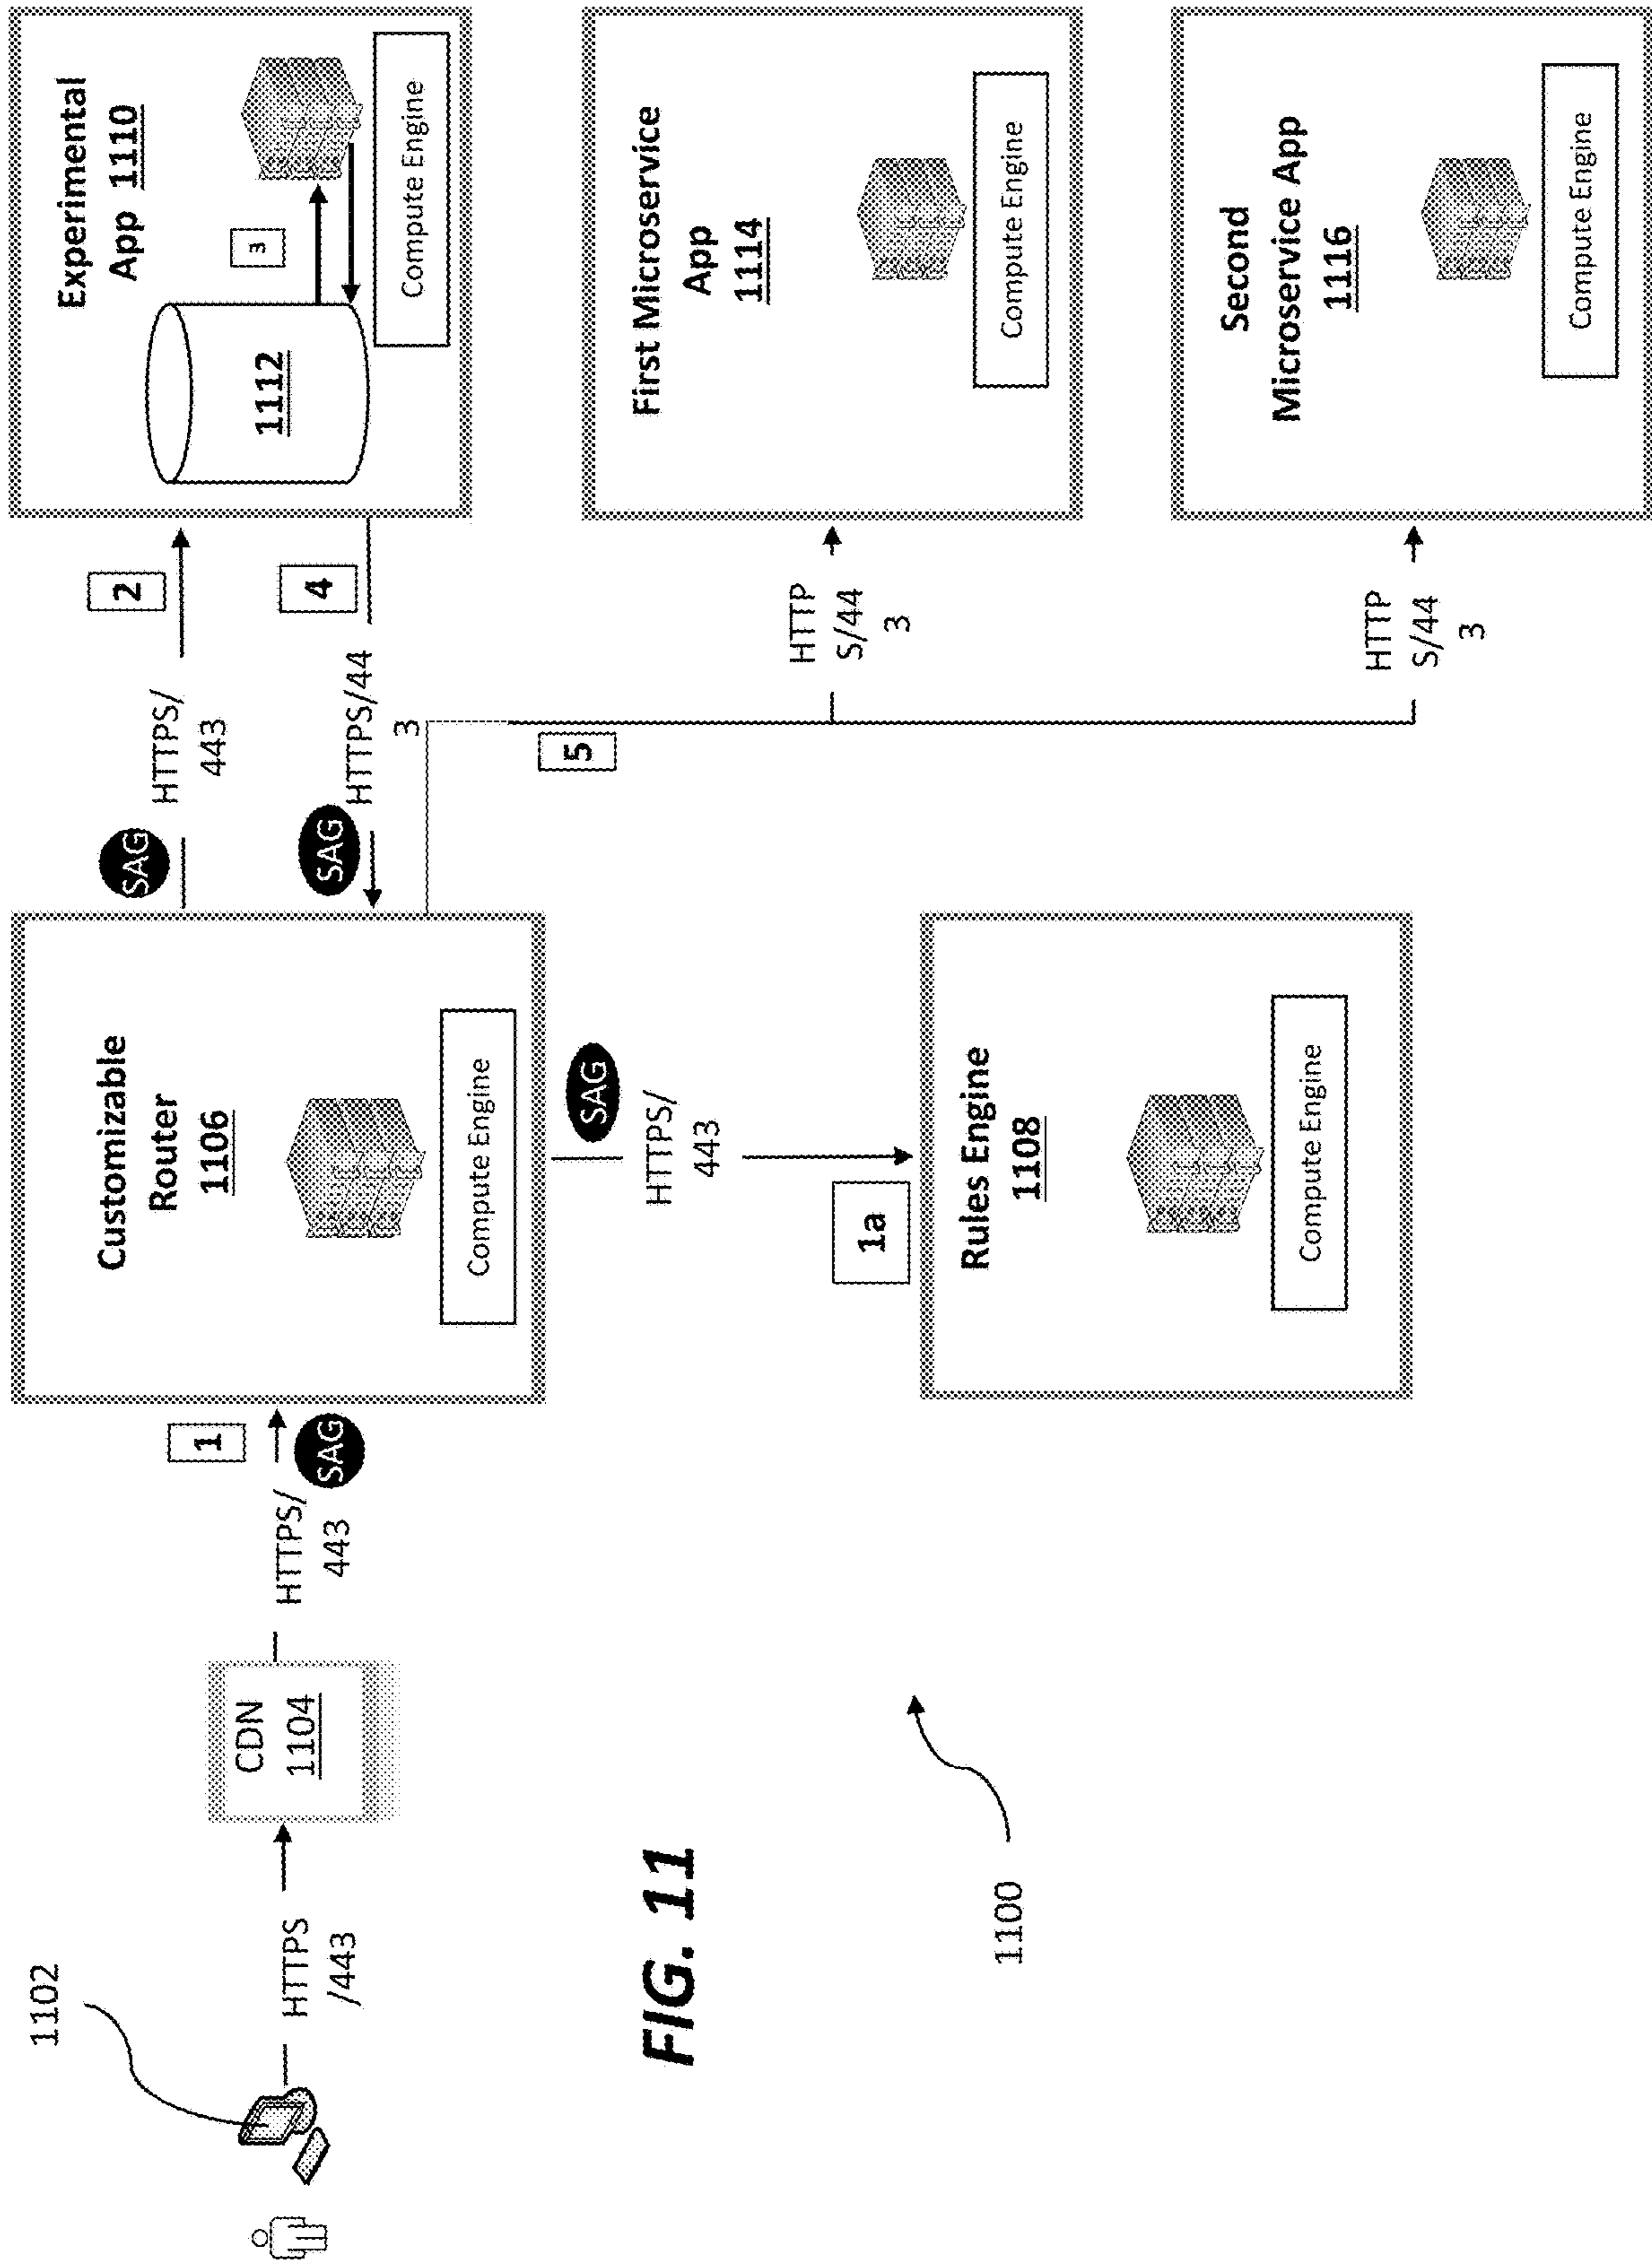 1102
HTTPS
/443
CDN
1104
HTTPS/
443
1
SAG
Customizable
Router
1106
Compute Engine
SAG
HTTPS/
443
1a
Rules Engine
1108
Compute Engine
SAG
HTTPS/
443
2
SAG
HTTPS/44
3
4
5
Experimental
App 1110
1112
3
Compute Engine
HTTP
S/44
3
First Microservice
App
1114
Compute Engine
HTTP
S/44
3
Second
Microservice App
1116
Compute Engine
1100
FIG. 11